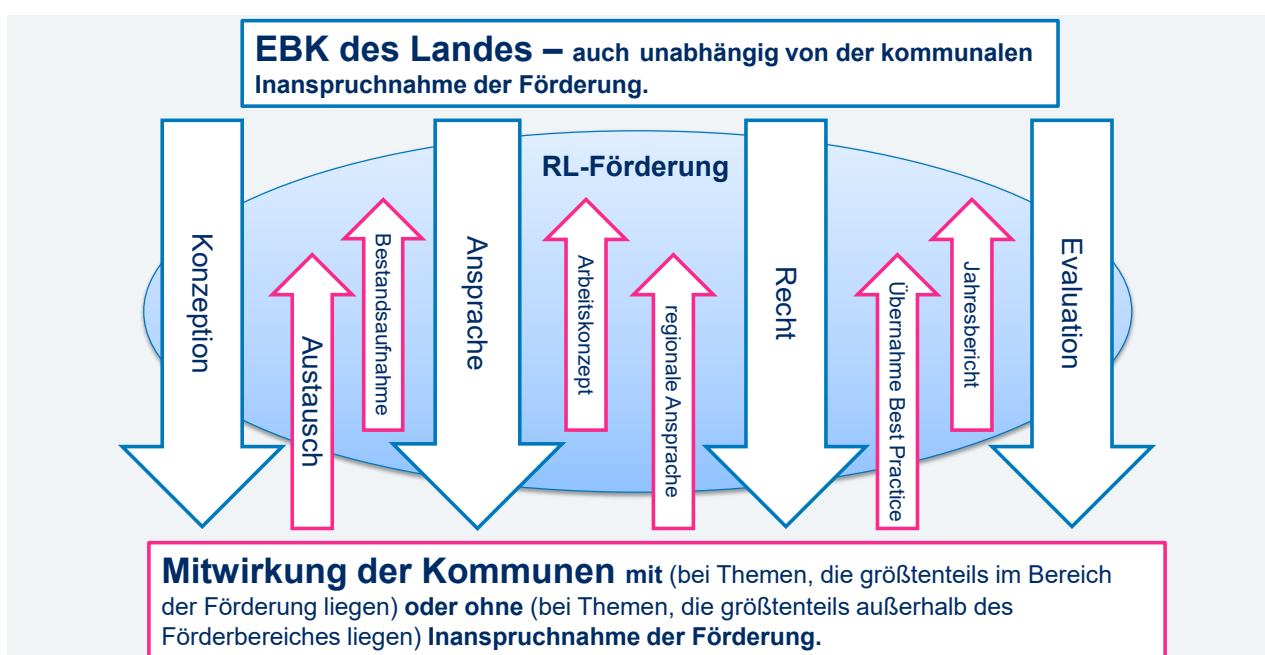 EBK des Landes – auch unabhängig von der kommunalen
Inanspruchnahme der Förderung.
RL-Förderung
Konzeption
Austausch
Bestandsaufnahme
Ansprache
Arbeitskonzept
regionale Ansprache
Recht
Übernahme Best Practice
Jahresbericht
Evaluation
Mitwirkung der Kommunen mit (bei Themen, die größtenteils im Bereich
der Förderung liegen) oder ohne (bei Themen, die größtenteils außerhalb des
Förderbereiches liegen) Inanspruchnahme der Förderung.